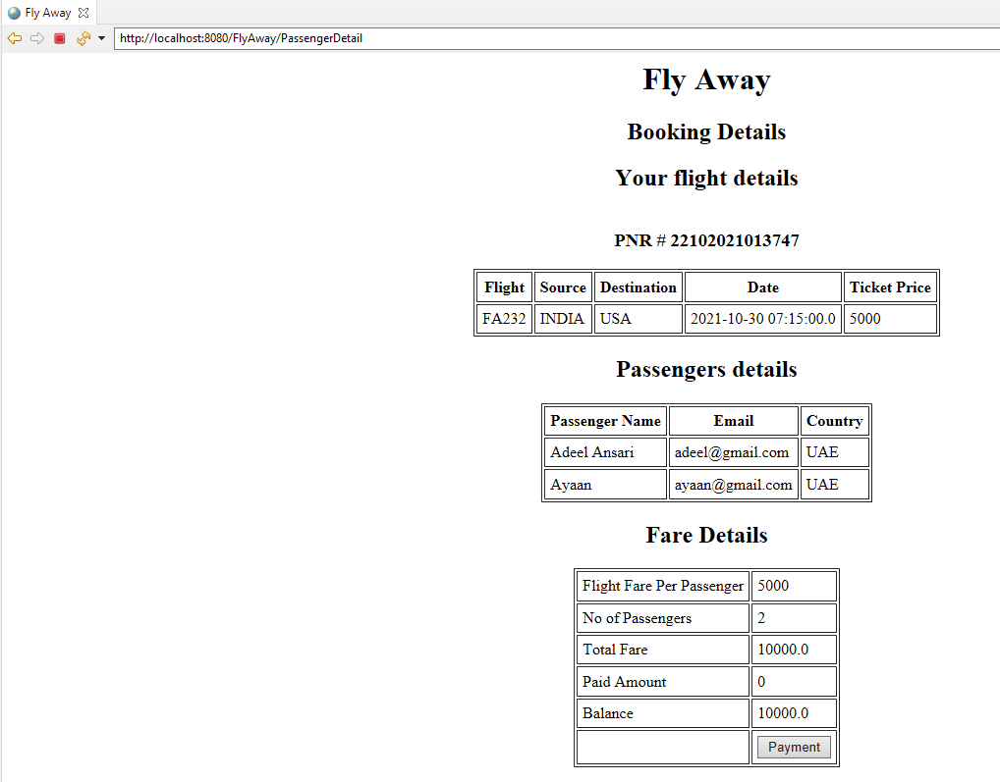 Fly Away
http://localhost:8080/FlyAway/PassengerDetail
Fly Away
Booking Details
Your flight details
PNR # 22102021013747
Flight Source Destination Date Ticket Price
FA232 INDIA USA 2021-10-30 07:15:00.0 5000
Passengers details
Passenger Name Email Country
Adeel Ansari adeel@gmail.com UAE
Ayaan ayaan@gmail.com UAE
Fare Details
Flight Fare Per Passenger 5000
No of Passengers 2
Total Fare 10000.0
Paid Amount 0
Balance 10000.0
Payment